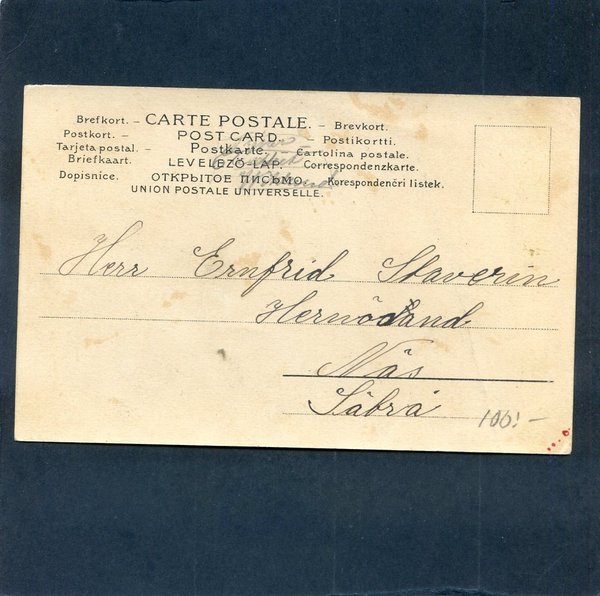 Brefkort. – CARTE POSTALE. – Brevkort.
Postkort. – POST CARD. – Postikortti.
Tarjeta postal. – Postkarte. – Cartolina postale.
Briefkaart. LEVELEZŐ-LAP. Correspondenzkarte.
Dopisnice. ОТКРЫТОЕ ПИСЬМО. Korespondenčri listek.
UNION POSTALE UNIVERSELLE.
Herr Ernfrid Staverin
Hernösand
Näs
Säbrå
100:-